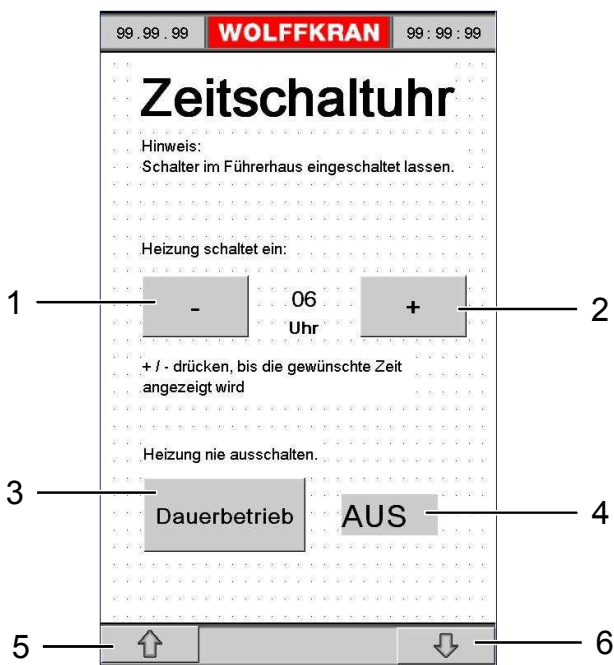 99.99.99 WOLFFKRAN 99:99:99
Zeitschaltuhr
Hinweis:
Schalter im Führerhaus eingeschaltet lassen.
Heizung schaltet ein:
1 - 06 + 2
Uhr
+ / - drücken, bis die gewünschte Zeit
angezeigt wird
Heizung nie ausschalten.
3 Dauerbetrieb AUS 4
5 6